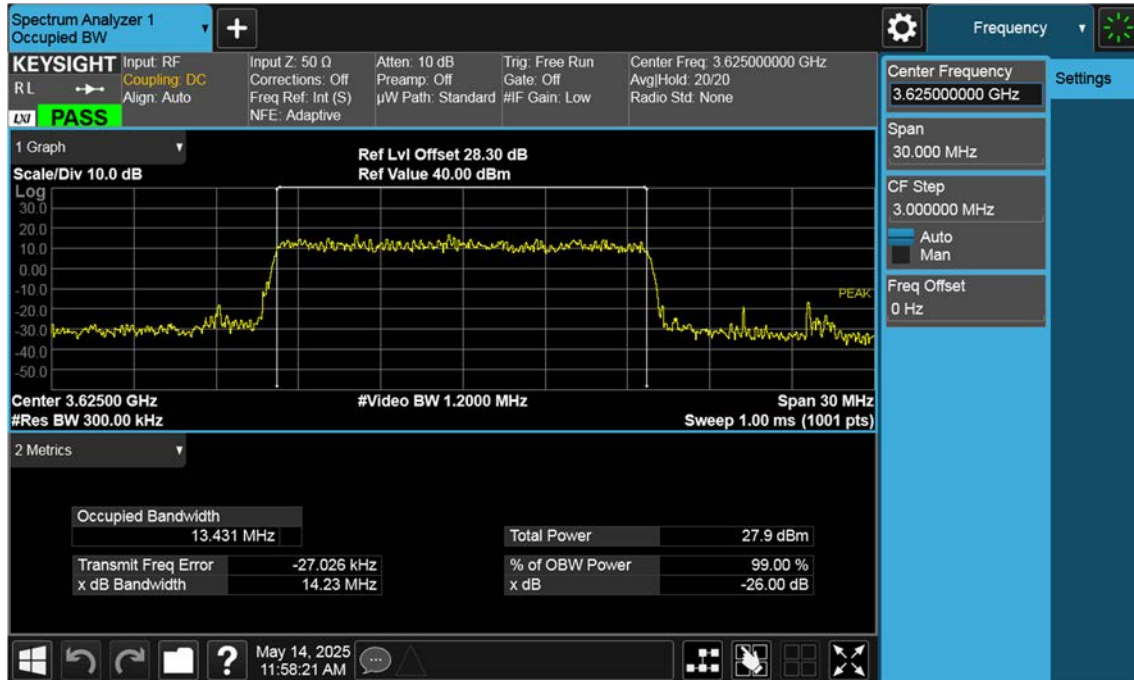 Spectrum Analyzer 1
Occupied BW
Frequency
KEYSIGHT
RL
LXI PASS
Input: RF
Coupling: DC
Align: Auto
Input Z: 50 Ω
Corrections: Off
Freq Ref: Int (S)
NFE: Adaptive
Atten: 10 dB
Preamp: Off
µW Path: Standard
Trig: Free Run
Gate: Off
#IF Gain: Low
Center Freq: 3.625000000 GHz
Avg|Hold: 20/20
Radio Std: None
Center Frequency
3.625000000 GHz
Settings
Span
30.000 MHz
CF Step
3.000000 MHz
Auto
Man
Freq Offset
0 Hz
1 Graph
Scale/Div 10.0 dB
Ref Lvl Offset 28.30 dB
Ref Value 40.00 dBm
Log
30.0
20.0
10.0
0.00
-10.0
-20.0
-30.0
-40.0
-50.0
PEAK
Center 3.62500 GHz
#Res BW 300.00 kHz
#Video BW 1.2000 MHz
Span 30 MHz
Sweep 1.00 ms (1001 pts)
2 Metrics
Occupied Bandwidth
13.431 MHz
Total Power 27.9 dBm
Transmit Freq Error -27.026 kHz
% of OBW Power 99.00 %
x dB Bandwidth 14.23 MHz
x dB -26.00 dB
?
May 14, 2025
11:58:21 AM